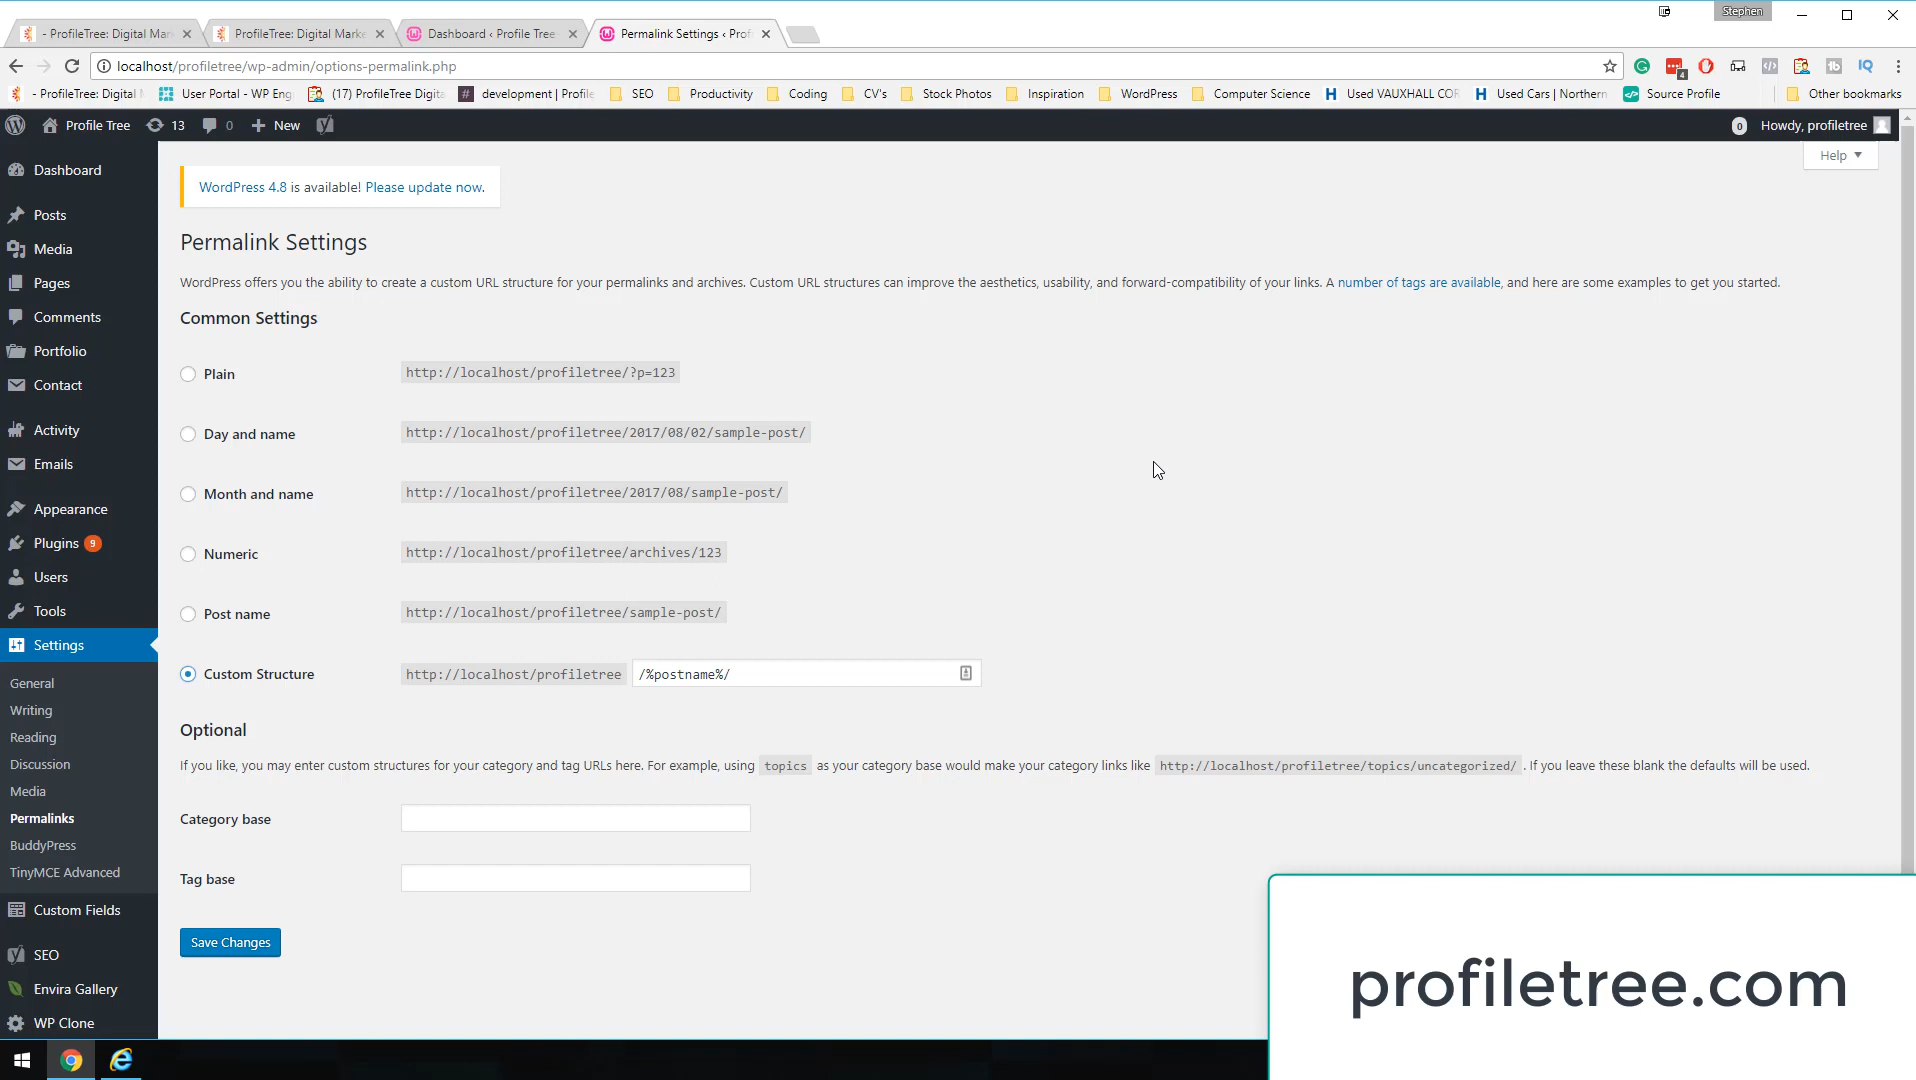 Stephen
- ProfileTree: Digital Mar
ProfileTree: Digital Marke
Dashboard ‹ Profile Tree
Permalink Settings ‹ Prof
localhost/profiletree/wp-admin/options-permalink.php
4
- ProfileTree: Digital M
User Portal - WP Eng
(17) ProfileTree Digita
development | Profile
SEO
Productivity
Coding
CV's
Stock Photos
Inspiration
WordPress
Computer Science
Used VAUXHALL COR
Used Cars | Northern
Source Profile
Other bookmarks
Profile Tree
13
0
New
0
Howdy, profiletree
Help
Dashboard
Posts
Media
Pages
Comments
Portfolio
Contact
Activity
Emails
Appearance
Plugins 9
Users
Tools
Settings
General
Writing
Reading
Discussion
Media
Permalinks
BuddyPress
TinyMCE Advanced
Custom Fields
SEO
Envira Gallery
WP Clone
WordPress 4.8 is available! Please update now.
Permalink Settings
WordPress offers you the ability to create a custom URL structure for your permalinks and archives. Custom URL structures can improve the aesthetics, usability, and forward-compatibility of your links. A number of tags are available, and here are some examples to get you started.
Common Settings
Plain http://localhost/profiletree/?p=123
Day and name http://localhost/profiletree/2017/08/02/sample-post/
Month and name http://localhost/profiletree/2017/08/sample-post/
Numeric http://localhost/profiletree/archives/123
Post name http://localhost/profiletree/sample-post/
Custom Structure http://localhost/profiletree /%postname%/
Optional
If you like, you may enter custom structures for your category and tag URLs here. For example, using topics as your category base would make your category links like http://localhost/profiletree/topics/uncategorized/ . If you leave these blank the defaults will be used.
Category base
Tag base
Save Changes
profiletree.com